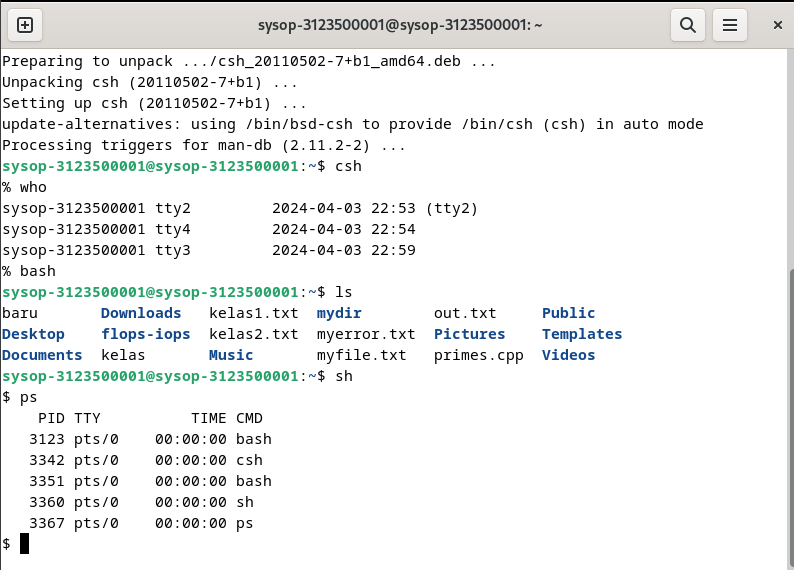 sysop-3123500001@sysop-3123500001: ~
Preparing to unpack .../csh_20110502-7+b1_amd64.deb ...
Unpacking csh (20110502-7+b1) ...
Setting up csh (20110502-7+b1) ...
update-alternatives: using /bin/bsd-csh to provide /bin/csh (csh) in auto mode
Processing triggers for man-db (2.11.2-2) ...
sysop-3123500001@sysop-3123500001:~$ csh
% who
sysop-3123500001 tty2         2024-04-03 22:53 (tty2)
sysop-3123500001 tty4         2024-04-03 22:54
sysop-3123500001 tty3         2024-04-03 22:59
% bash
sysop-3123500001@sysop-3123500001:~$ ls
baru       Downloads   kelas1.txt  mydir       out.txt     Public
Desktop    flops-iops  kelas2.txt  myerror.txt  Pictures    Templates
Documents  kelas       Music       myfile.txt  primes.cpp  Videos
sysop-3123500001@sysop-3123500001:~$ sh
$ ps
    PID TTY          TIME CMD
   3123 pts/0    00:00:00 bash
   3342 pts/0    00:00:00 csh
   3351 pts/0    00:00:00 bash
   3360 pts/0    00:00:00 sh
   3367 pts/0    00:00:00 ps
$